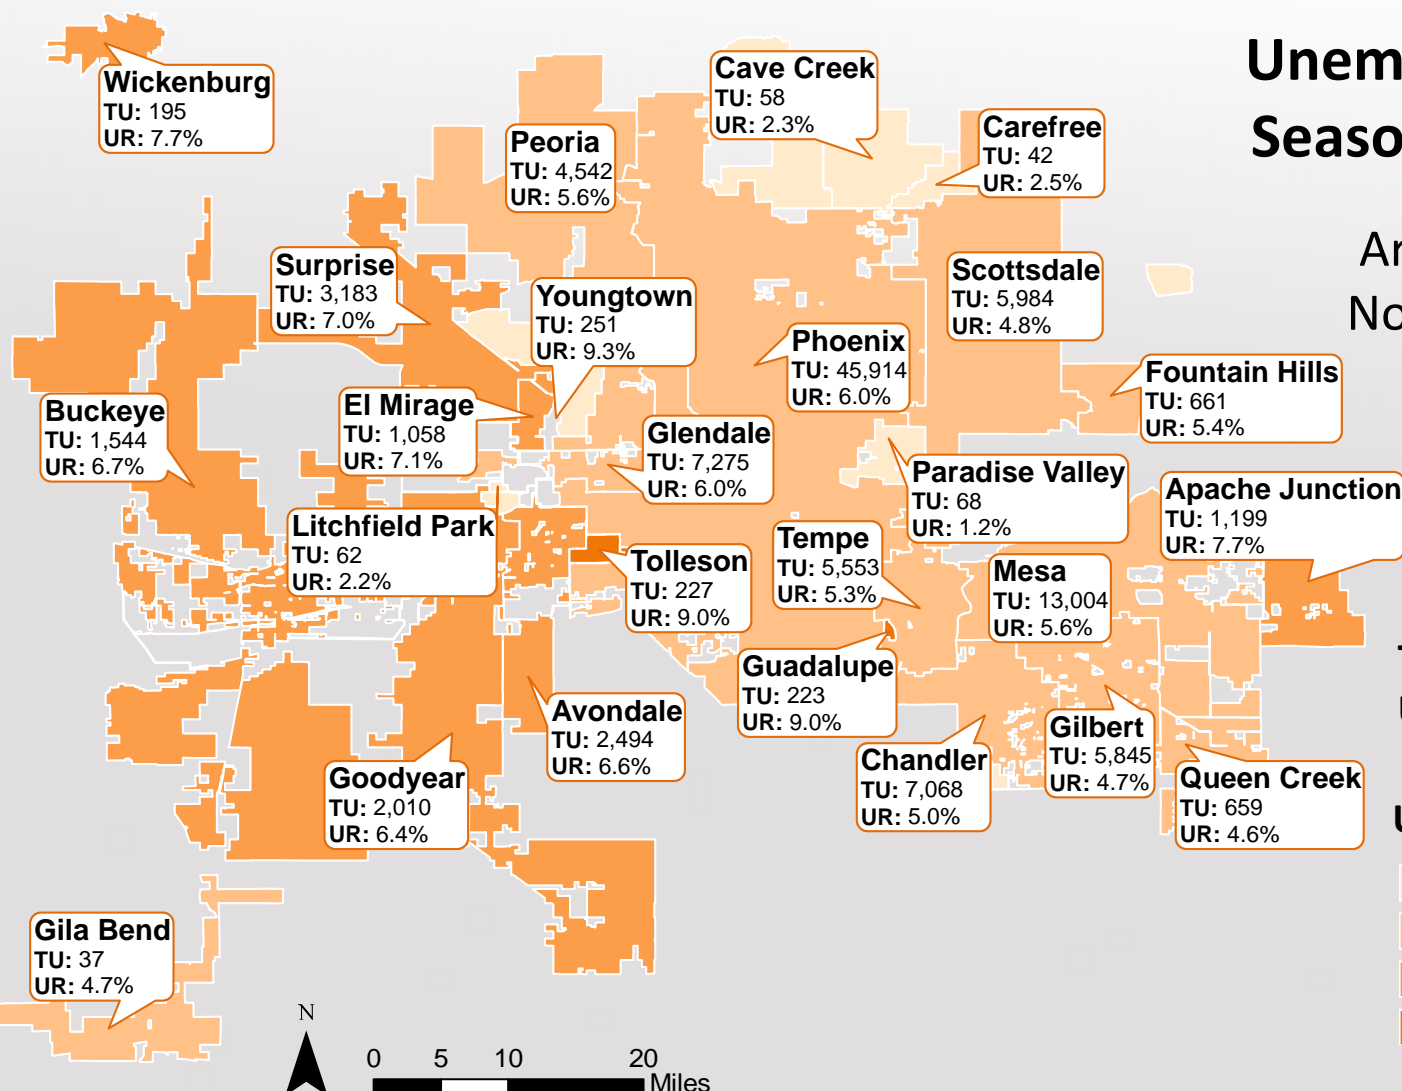 Unem
Seaso
Ar
No
Wickenburg
TU: 195
UR: 7.7%
Cave Creek
TU: 58
UR: 2.3%
Carefree
TU: 42
UR: 2.5%
Peoria
TU: 4,542
UR: 5.6%
Surprise
TU: 3,183
UR: 7.0%
Youngtown
TU: 251
UR: 9.3%
Scottsdale
TU: 5,984
UR: 4.8%
Phoenix
TU: 45,914
UR: 6.0%
Fountain Hills
TU: 661
UR: 5.4%
Buckeye
TU: 1,544
UR: 6.7%
El Mirage
TU: 1,058
UR: 7.1%
Glendale
TU: 7,275
UR: 6.0%
Paradise Valley
TU: 68
UR: 1.2%
Apache Junction
TU: 1,199
UR: 7.7%
Litchfield Park
TU: 62
UR: 2.2%
Tolleson
TU: 227
UR: 9.0%
Tempe
TU: 5,553
UR: 5.3%
Mesa
TU: 13,004
UR: 5.6%
Guadalupe
TU: 223
UR: 9.0%
Avondale
TU: 2,494
UR: 6.6%
Goodyear
TU: 2,010
UR: 6.4%
Chandler
TU: 7,068
UR: 5.0%
Gilbert
TU: 5,845
UR: 4.7%
Queen Creek
TU: 659
UR: 4.6%
Gila Bend
TU: 37
UR: 4.7%
N
0 5 10 20
Miles